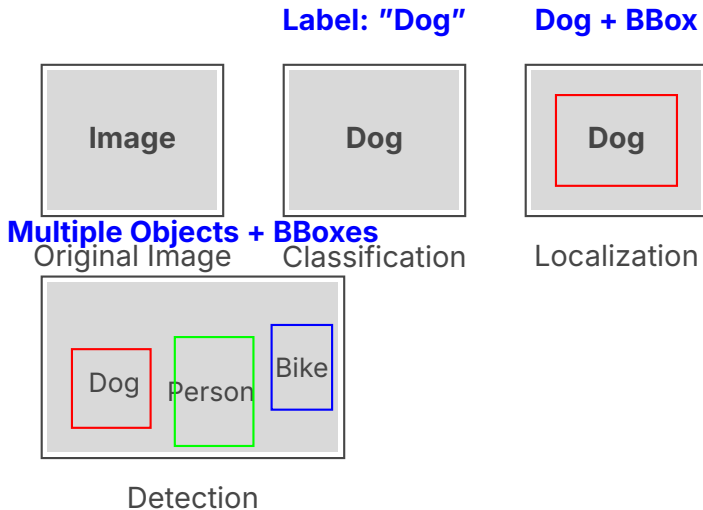 Label: ”Dog”
Dog + BBox
Image
Dog
Dog
Multiple Objects + BBoxes
Original Image
Classification
Localization
Dog
Person
Bike
Detection